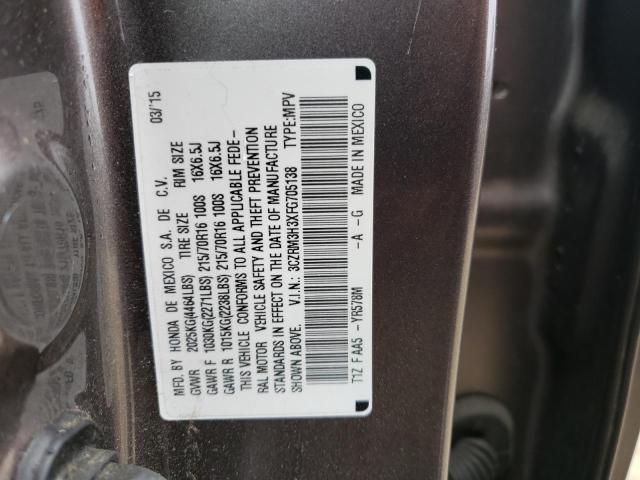 MFD. BY HONDA DE MEXICO S.A. DE C.V. 03/'15
GVWR 2025KG(4464LBS) TIRE SIZE RIM SIZE
GAWR F 1030KG(2271LBS) 215/70R16 100S 16X6.5J
GAWR R 1015KG(2238LBS) 215/70R16 100S 16X6.5J
THIS VEHICLE CONFORMS TO ALL APPLICABLE FEDE-
RAL MOTOR VEHICLE SAFETY AND THEFT PREVENTION
STANDARDS IN EFFECT ON THE DATE OF MANUFACTURE
SHOWN ABOVE. V.I.N.: 3CZRM3H3XFG705138 TYPE:MPV
T1Z F AA5 -YR578M -A -G MADE IN MEXICO